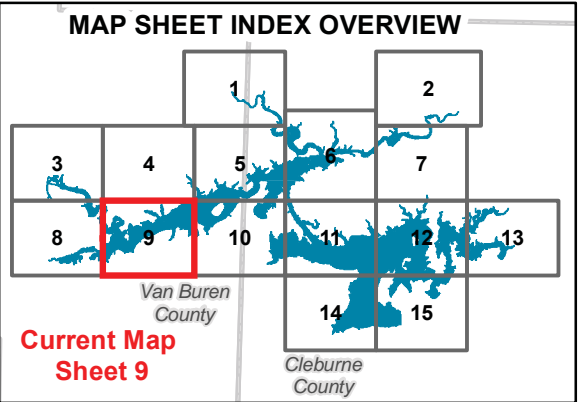 MAP SHEET INDEX OVERVIEW
1
2
3
4
5
6
7
8
9
10
11
12
13
Van Buren
County
14
15
Current Map
Sheet 9
Cleburne
County